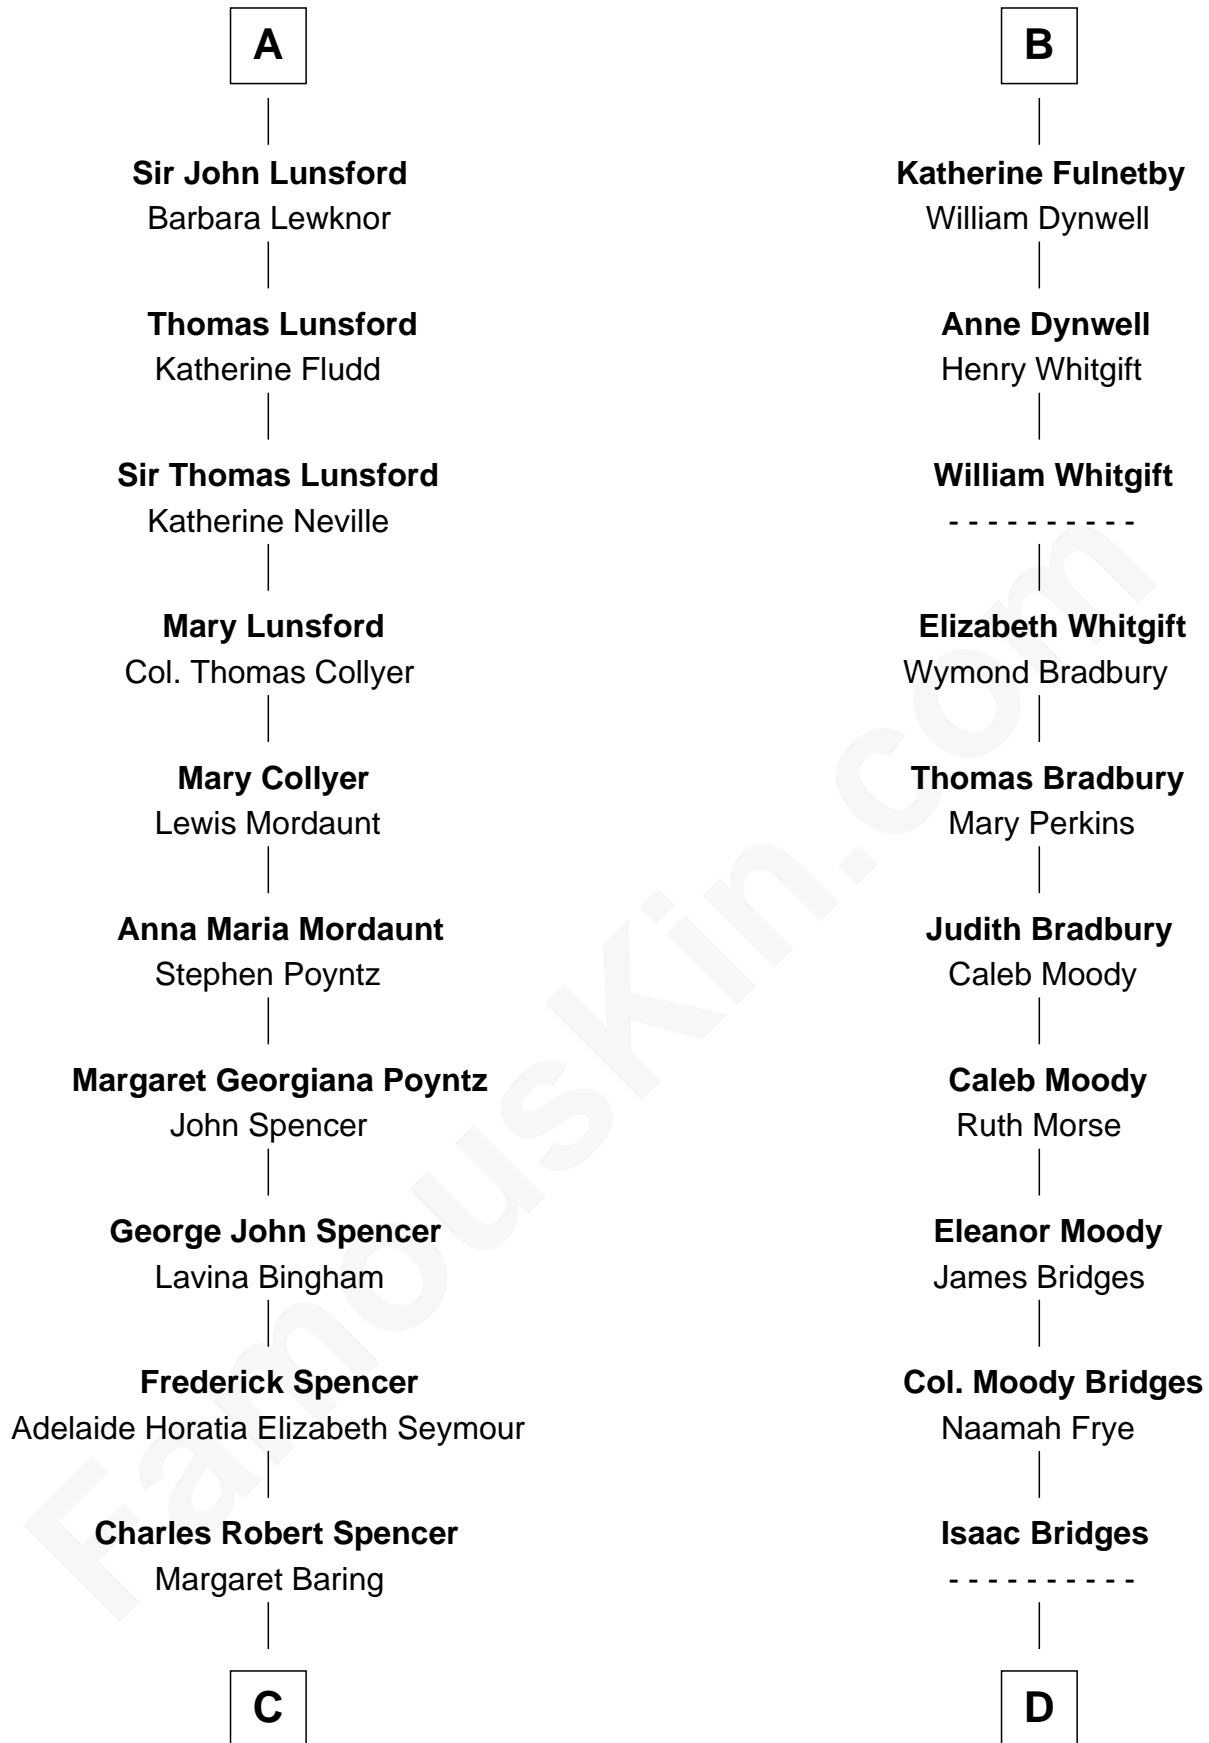 A
Sir John Lunsford
Barbara Lewknor
Thomas Lunsford
Katherine Fludd
Sir Thomas Lunsford
Katherine Neville
Mary Lunsford
Col. Thomas Collyer
Mary Collyer
Lewis Mordaunt
Anna Maria Mordaunt
Stephen Poyntz
Margaret Georgiana Poyntz
John Spencer
George John Spencer
Lavina Bingham
Frederick Spencer
Adelaide Horatia Elizabeth Seymour
Charles Robert Spencer
Margaret Baring
C
B
Katherine Fulnetby
William Dynwell
Anne Dynwell
Henry Whitgift
William Whitgift
- - - - - - - - - -
Elizabeth Whitgift
Wymond Bradbury
Thomas Bradbury
Mary Perkins
Judith Bradbury
Caleb Moody
Caleb Moody
Ruth Morse
Eleanor Moody
James Bridges
Col. Moody Bridges
Naamah Frye
Isaac Bridges
- - - - - - - - - -
D
FamousKin.com